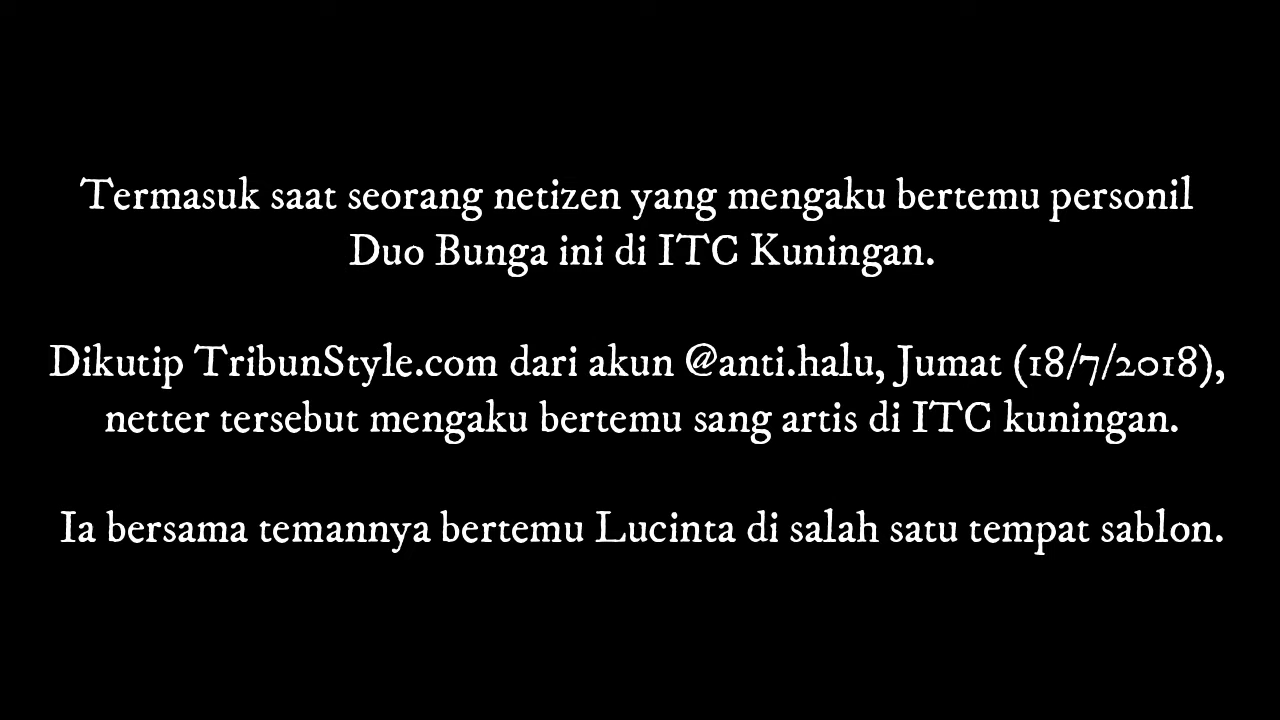 Termasuk saat seorang netizen yang mengaku bertemu personil
Duo Bunga ini di ITC Kuningan.
Dikutip TribunStyle.com dari akun @anti.halu, Jumat (18/7/2018),
netter tersebut mengaku bertemu sang artis di ITC kuningan.
Ia bersama temannya bertemu Lucinta di salah satu tempat sablon.